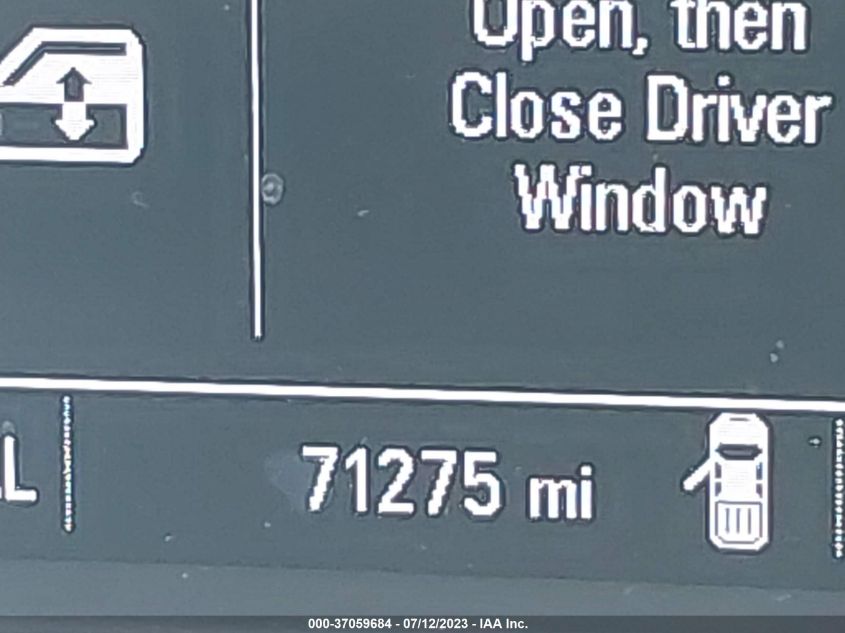 Open, then
Close Driver
Window
71275 mi
000-37059684 - 07/12/2023 - IAA Inc.